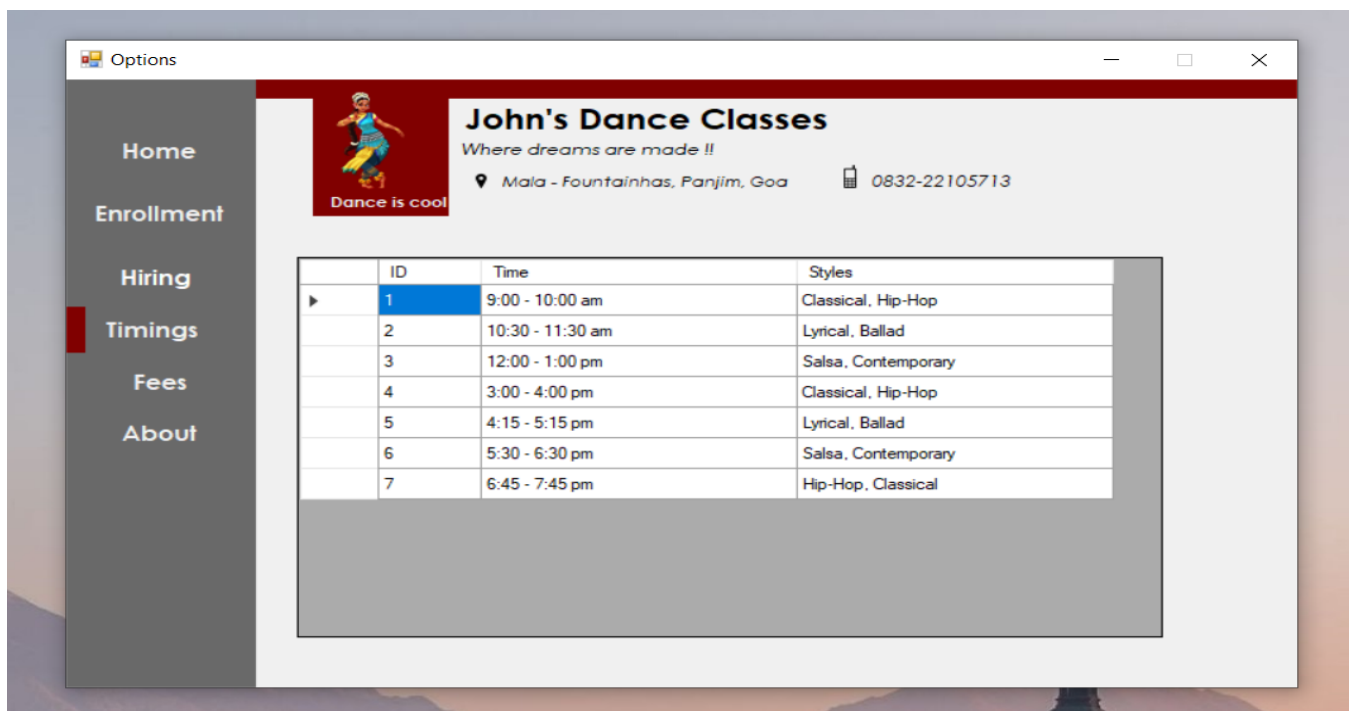 Options
Home
Enrollment
Hiring
Timings
Fees
About
Dance is cool
John's Dance Classes
Where dreams are made !!
Mala - Fountainhas, Panjim, Goa 0832-22105713
ID Time Styles
1 9:00 - 10:00 am Classical, Hip-Hop
2 10:30 - 11:30 am Lyrical, Ballad
3 12:00 - 1:00 pm Salsa, Contemporary
4 3:00 - 4:00 pm Classical, Hip-Hop
5 4:15 - 5:15 pm Lyrical, Ballad
6 5:30 - 6:30 pm Salsa, Contemporary
7 6:45 - 7:45 pm Hip-Hop, Classical